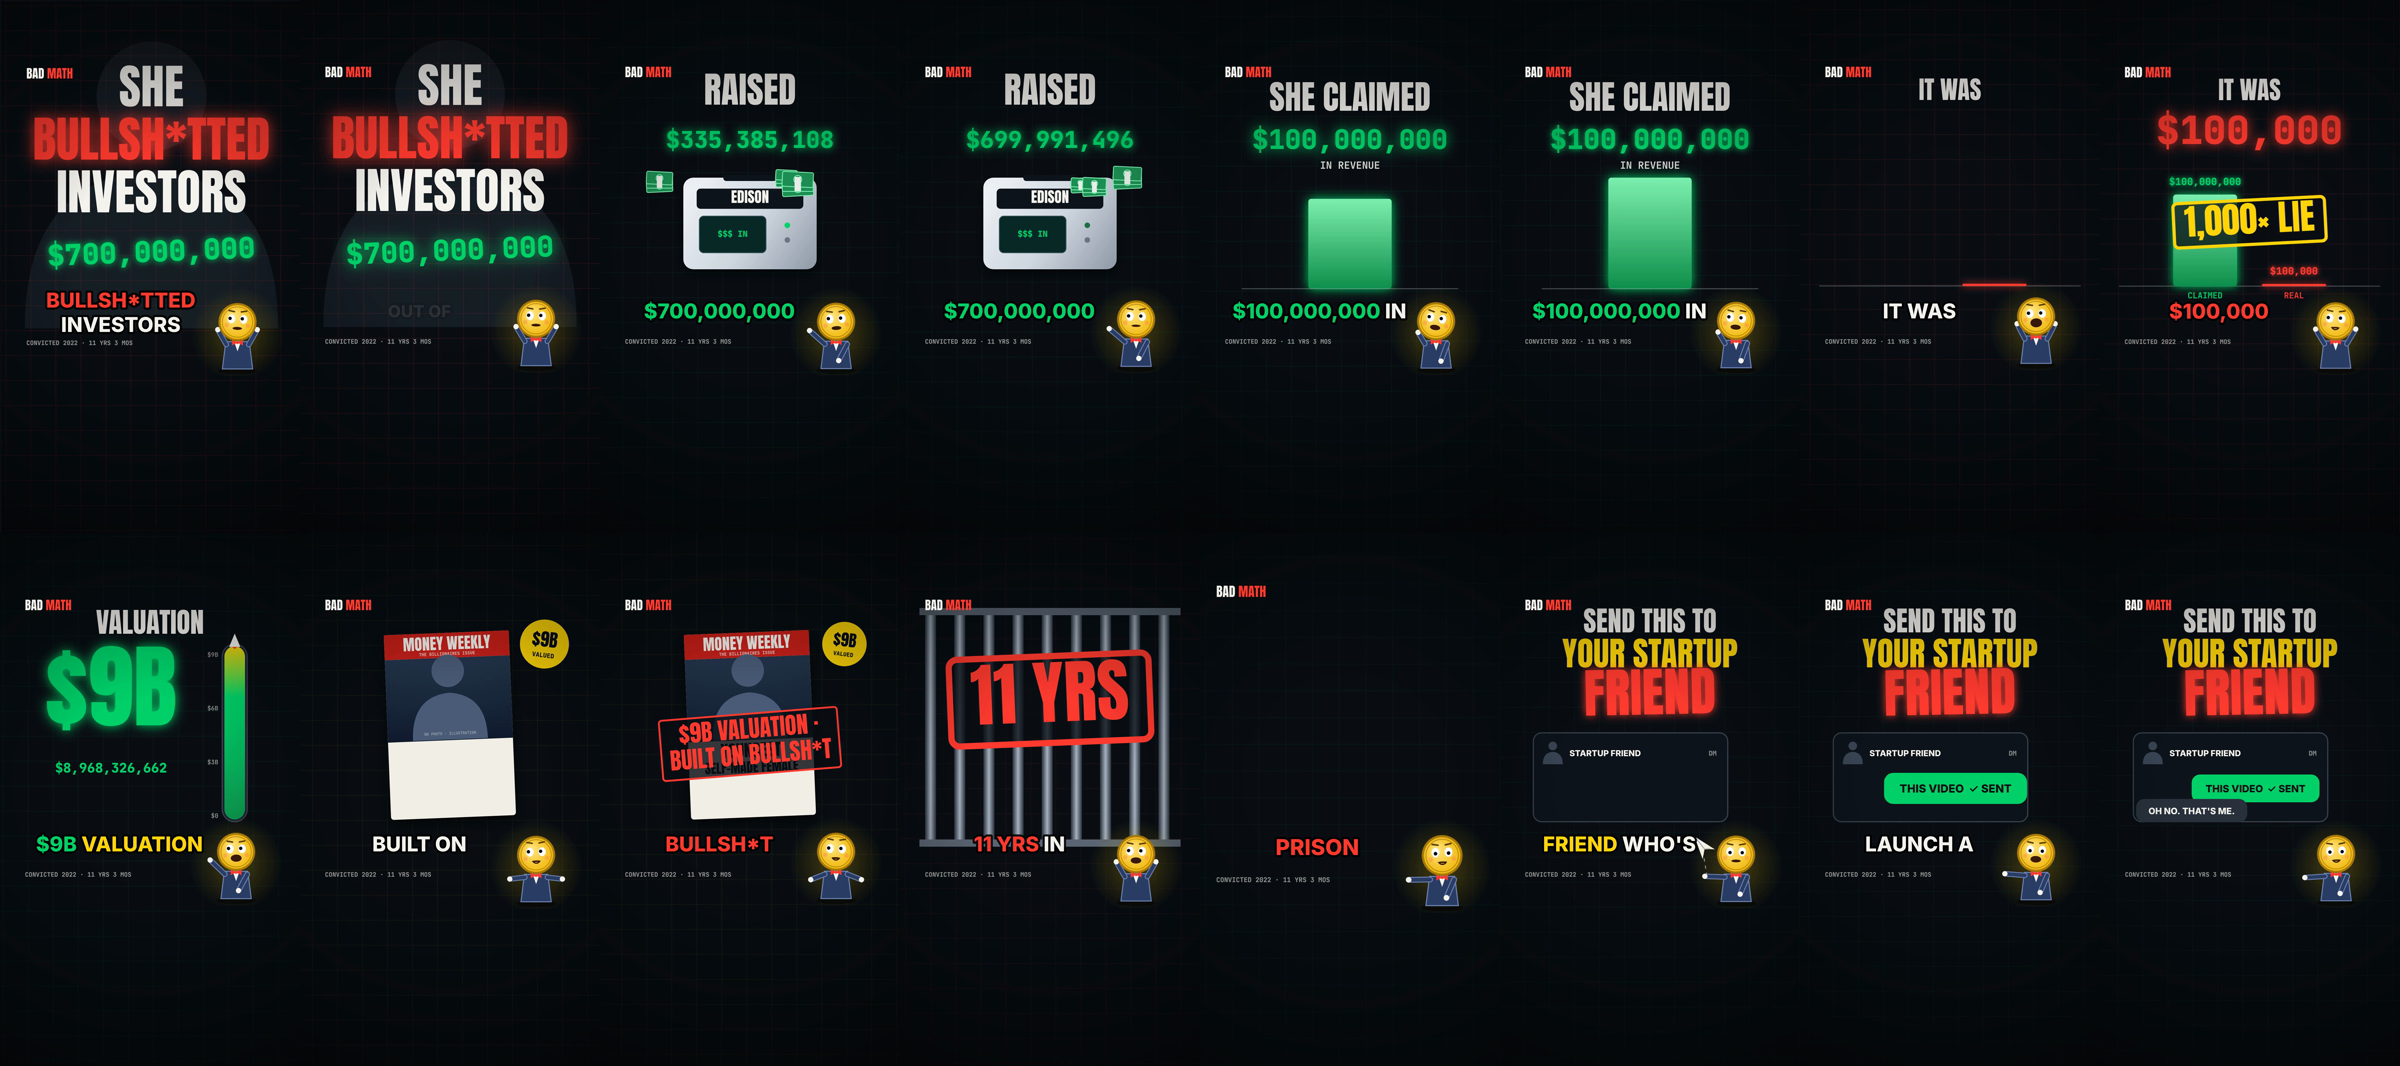 BAD MATH
SHE
BULLSH*TTED
INVESTORS
$700,000,000
BULLSH*TTED
INVESTORS
CONVICTED 2022 · 11 YRS 3 MOS
BAD MATH
SHE
BULLSH*TTED
INVESTORS
$700,000,000
OUT OF
BAD MATH
RAISED
$335,385,108
EDISON
$$$ IN
$700,000,000
CONVICTED 2022 · 11 YRS 3 MOS
BAD MATH
RAISED
$699,991,496
EDISON
$$$ IN
$700,000,000
CONVICTED 2022 · 11 YRS 3 MOS
BAD MATH
SHE CLAIMED
$100,000,000
IN REVENUE
$100,000,000 IN
CONVICTED 2022 · 11 YRS 3 MOS
BAD MATH
SHE CLAIMED
$100,000,000
IN REVENUE
$100,000,000 IN
CONVICTED 2022 · 11 YRS 3 MOS
BAD MATH
IT WAS
IT WAS
CONVICTED 2022 · 11 YRS 3 MOS
BAD MATH
IT WAS
$100,000
$100,000,000
1,000× LIE
$100,000
CLAIMED
REAL
$100,000
CONVICTED 2022 · 11 YRS 3 MOS
BAD MATH
VALUATION
$9B
$9B
$6B
$8,968,326,662
$3B
$0
$9B VALUATION
CONVICTED 2022 · 11 YRS 3 MOS
BAD MATH
MONEY WEEKLY
THE BILLIONAIRES ISSUE
$9B
VALUED
NO PHOTO · ILLUSTRATION
BUILT ON
CONVICTED 2022 · 11 YRS 3 MOS
BAD MATH
MONEY WEEKLY
THE BILLIONAIRES ISSUE
$9B
VALUED
$9B VALUATION ·
BUILT ON BULLSH*T
SELF-MADE FEMALE
BULLSH*T
CONVICTED 2022 · 11 YRS 3 MOS
BAD MATH
11 YRS
11 YRS IN
CONVICTED 2022 · 11 YRS 3 MOS
BAD MATH
PRISON
CONVICTED 2022 · 11 YRS 3 MOS
BAD MATH
SEND THIS TO
YOUR STARTUP
FRIEND
STARTUP FRIEND
DM
FRIEND WHO'S
CONVICTED 2022 · 11 YRS 3 MOS
BAD MATH
SEND THIS TO
YOUR STARTUP
FRIEND
STARTUP FRIEND
DM
THIS VIDEO ✓ SENT
LAUNCH A
CONVICTED 2022 · 11 YRS 3 MOS
BAD MATH
SEND THIS TO
YOUR STARTUP
FRIEND
STARTUP FRIEND
DM
THIS VIDEO ✓ SENT
OH NO. THAT'S ME.
CONVICTED 2022 · 11 YRS 3 MOS